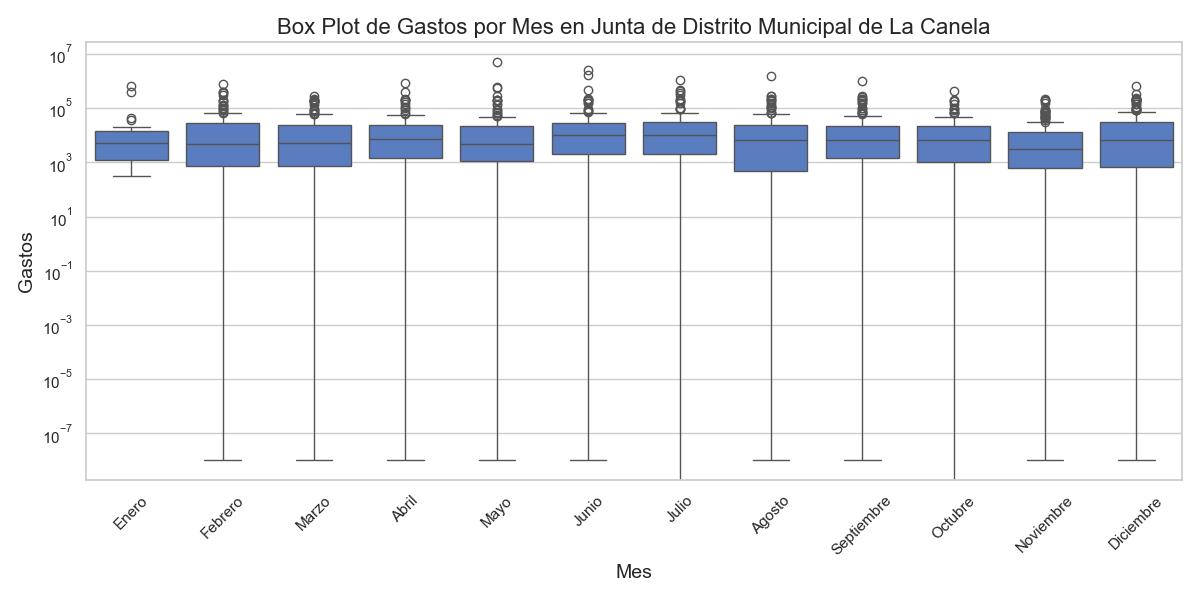 Box Plot de Gastos por Mes en Junta de Distrito Municipal de La Canela
Gastos
10^7
10^5
10^3
10^1
10^−1
10^−3
10^−5
10^−7
Enero
Febrero
Marzo
Abril
Mayo
Junio
Julio
Agosto
Septiembre
Octubre
Noviembre
Diciembre
Mes